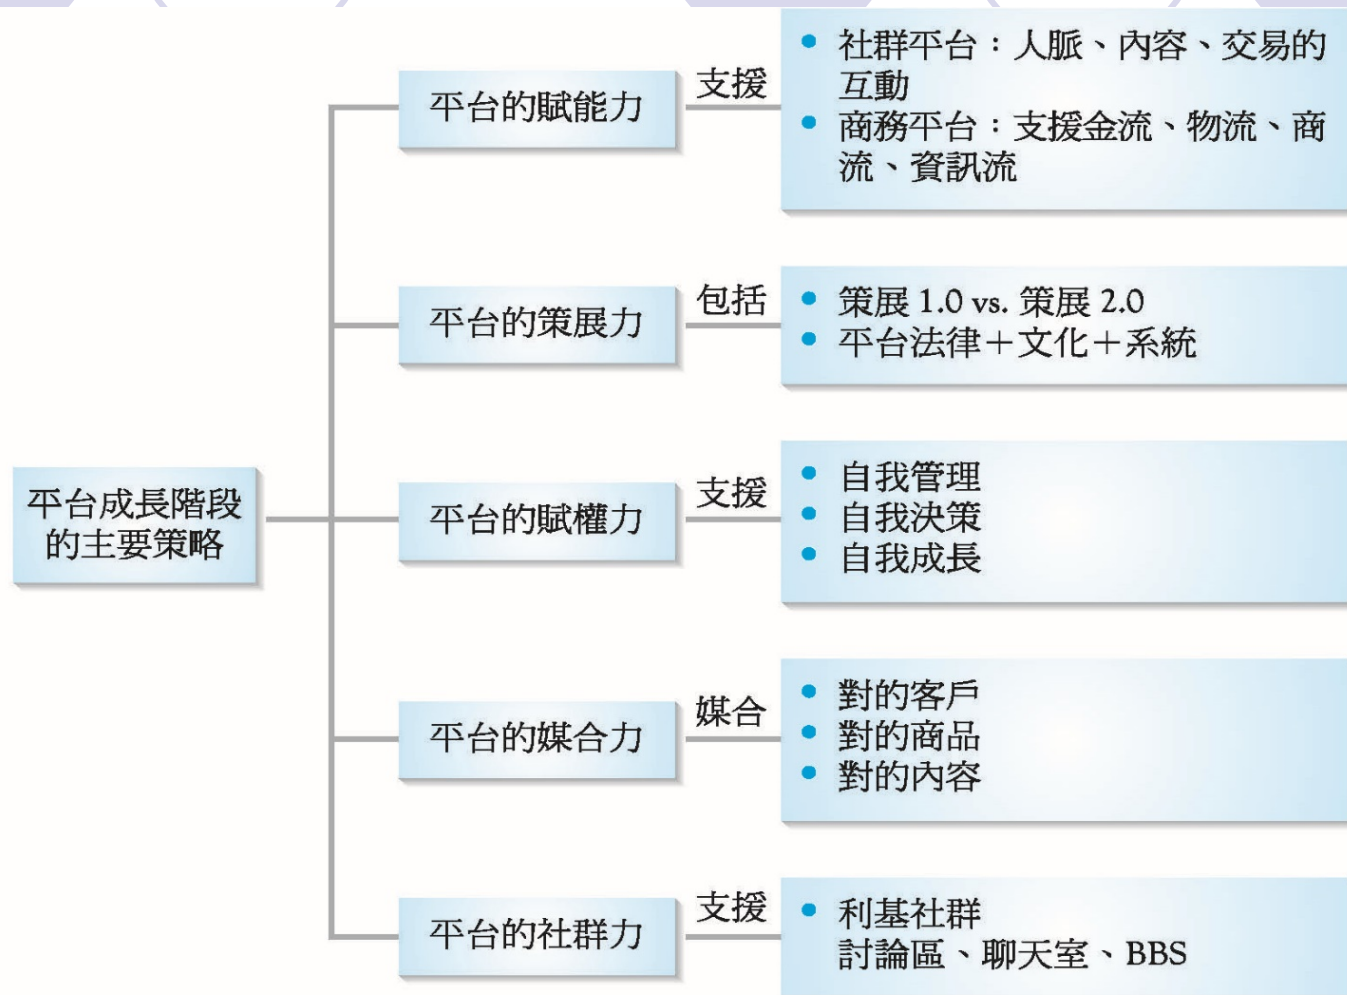 平台成長階段
的主要策略
平台的賦能力
支援
• 社群平台：人脈、內容、交易的
互動
• 商務平台：支援金流、物流、商
流、資訊流
平台的策展力
包括
• 策展 1.0 vs. 策展 2.0
• 平台法律＋文化＋系統
平台的賦權力
支援
• 自我管理
• 自我決策
• 自我成長
平台的媒合力
媒合
• 對的客戶
• 對的商品
• 對的內容
平台的社群力
支援
• 利基社群
討論區、聊天室、BBS